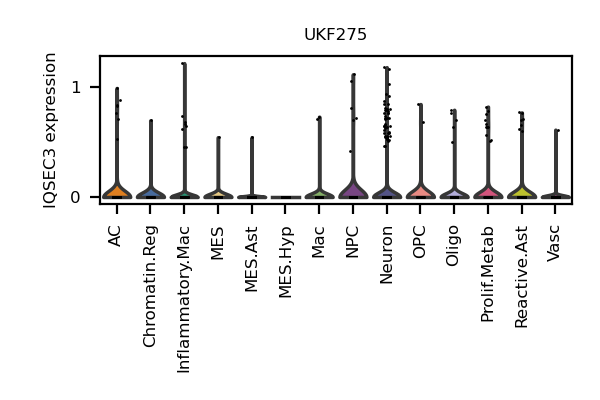 UKF275
IQSEC3 expression
1
0
AC
Chromatin.Reg
Inflammatory.Mac
MES
MES.Ast
MES.Hyp
Mac
NPC
Neuron
OPC
Oligo
Prolif.Metab
Reactive.Ast
Vasc